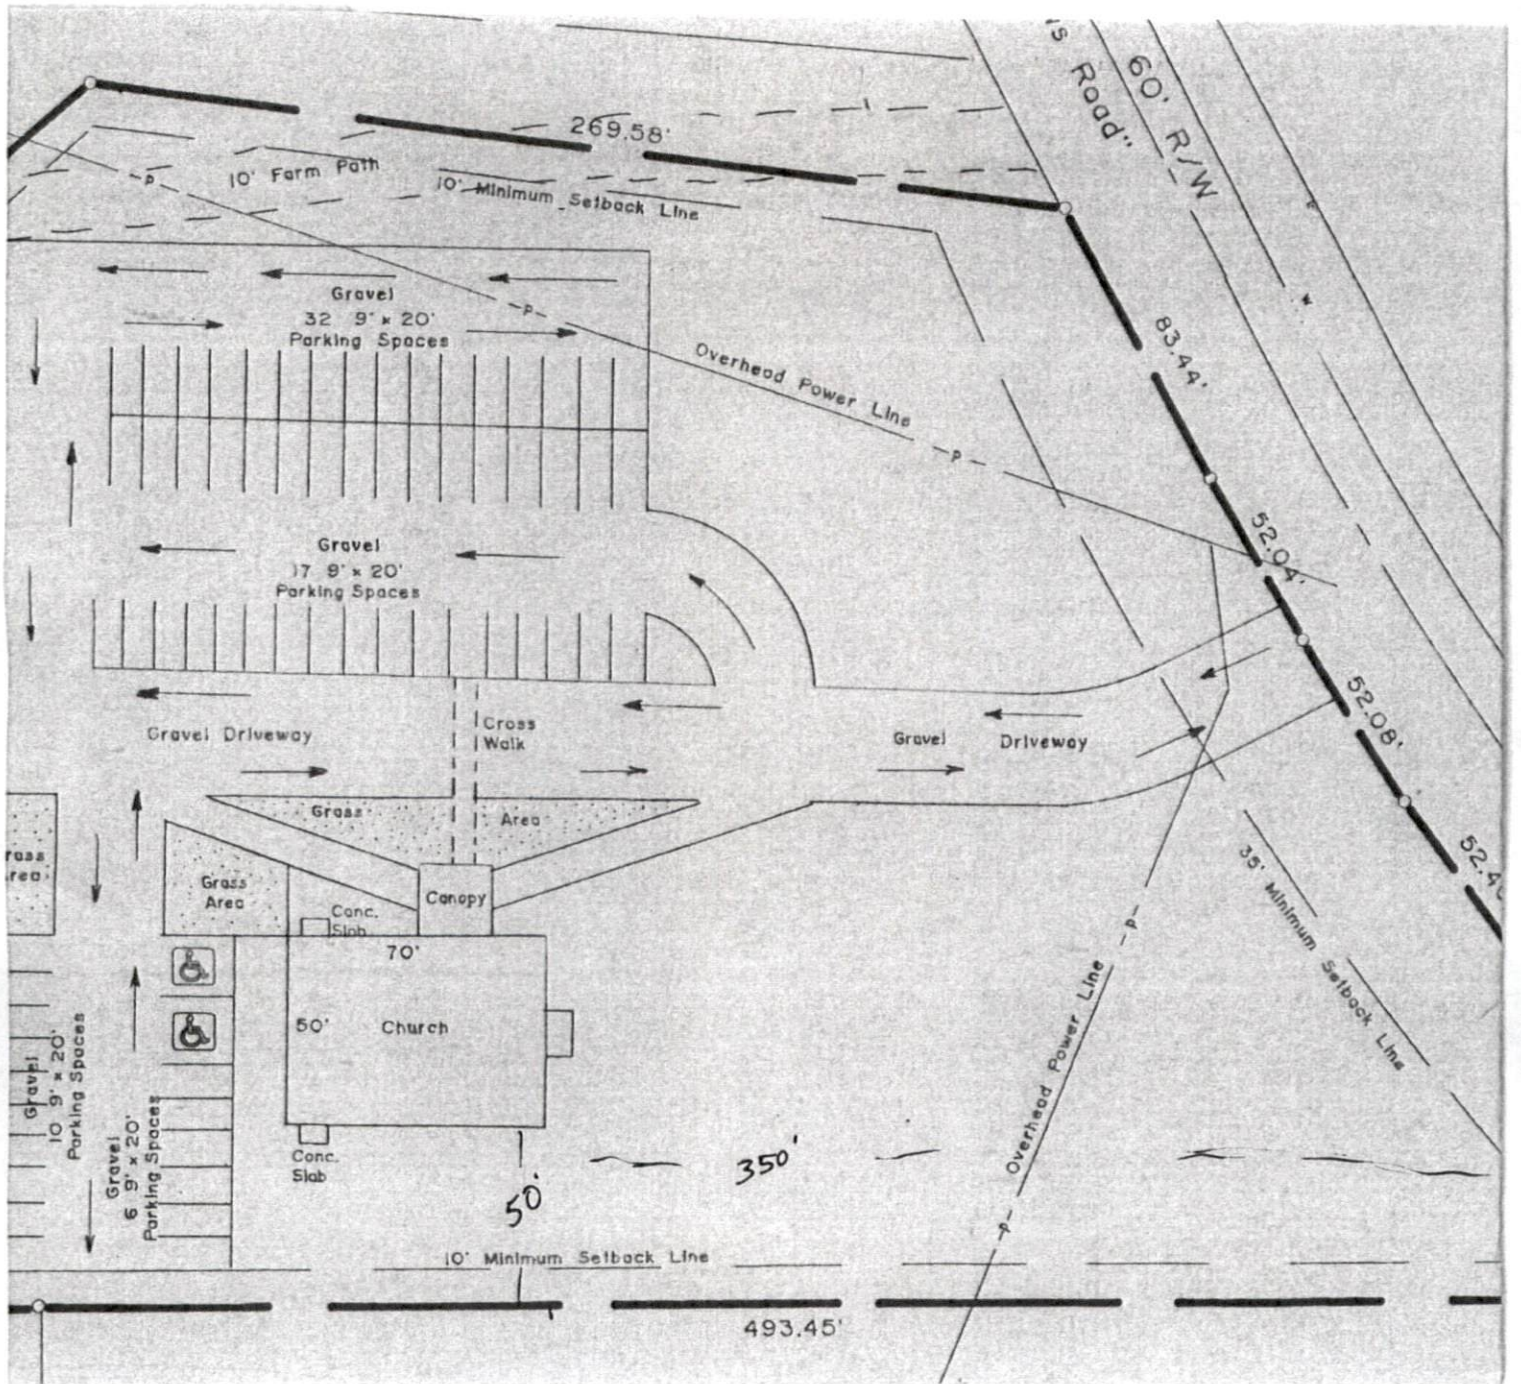 s Road"
60' R/W
269.58'
10' Farm Path
10' Minimum Setback Line
P
Gravel
32 9' x 20'
Parking Spaces
P
Overhead Power Line
P
83.44'
52.04'
52.08'
Gravel
17 9' x 20'
Parking Spaces
Gravel Driveway
Cross
Walk
Gravel Driveway
Grass Area
Grass
Area
Canopy
Conc.
Slab
70'
50'
Church
35' Minimum Setback Line
P
Overhead Power Line
P
Gravel
10 9' x 20'
Parking Spaces
Gravel
6 9' x 20'
Parking Spaces
Conc.
Slab
50'
350'
10' Minimum Setback Line
493.45'